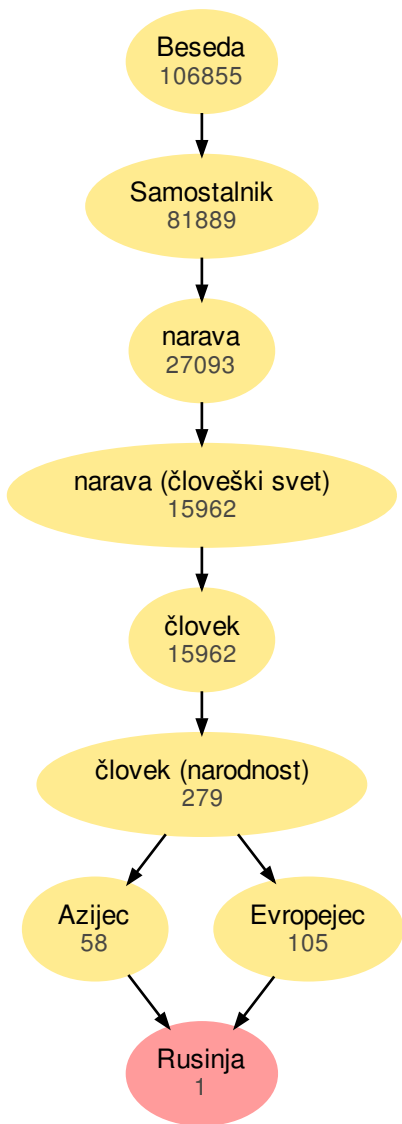 Beseda
106855
Samostalnik
81889
narava
27093
narava (človeški svet)
15962
človek
15962
človek (narodnost)
279
Azijec
58
Evropejec
105
Rusinja
1